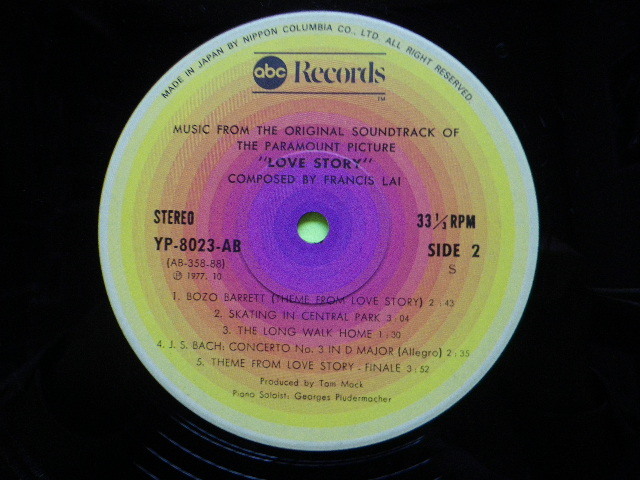 MADE IN JAPAN BY NIPPON COLUMBIA CO., LTD. ALL RIGHT RESERVED.
abc Records
TM
MUSIC FROM THE ORIGINAL SOUNDTRACK OF
THE PARAMOUNT PICTURE
"LOVE STORY"
COMPOSED BY FRANCIS LAI
STEREO 33 1/3 RPM
YP-8023-AB SIDE 2
(AB-358-88) S
Ⓟ 1977. 10
1. BOZO BARRETT (THEME FROM LOVE STORY) 2:43
2. SKATING IN CENTRAL PARK 3:04
3. THE LONG WALK HOME 1:30
4. J. S. BACH: CONCERTO No. 3 IN D MAJOR (Allegro) 2:35
5. THEME FROM LOVE STORY - FINALE 3:52
Produced by Tom Mack
Piano Soloist: Georges Pludermacher